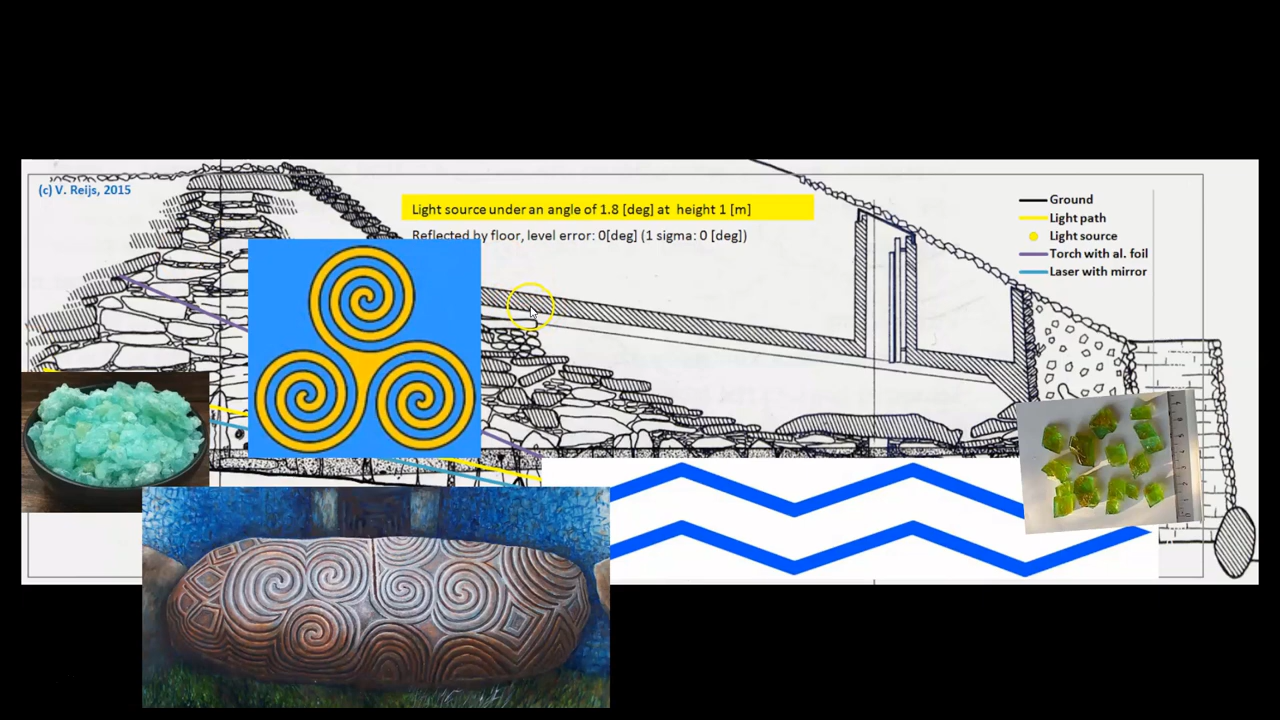 (c) V. Reijs, 2015
Light source under an angle of 1.8 [deg] at height 1 [m]
Reflected by floor, level error: 0[deg] (1 sigma: 0 [deg])
Ground
Light path
Light source
Torch with al. foil
Laser with mirror